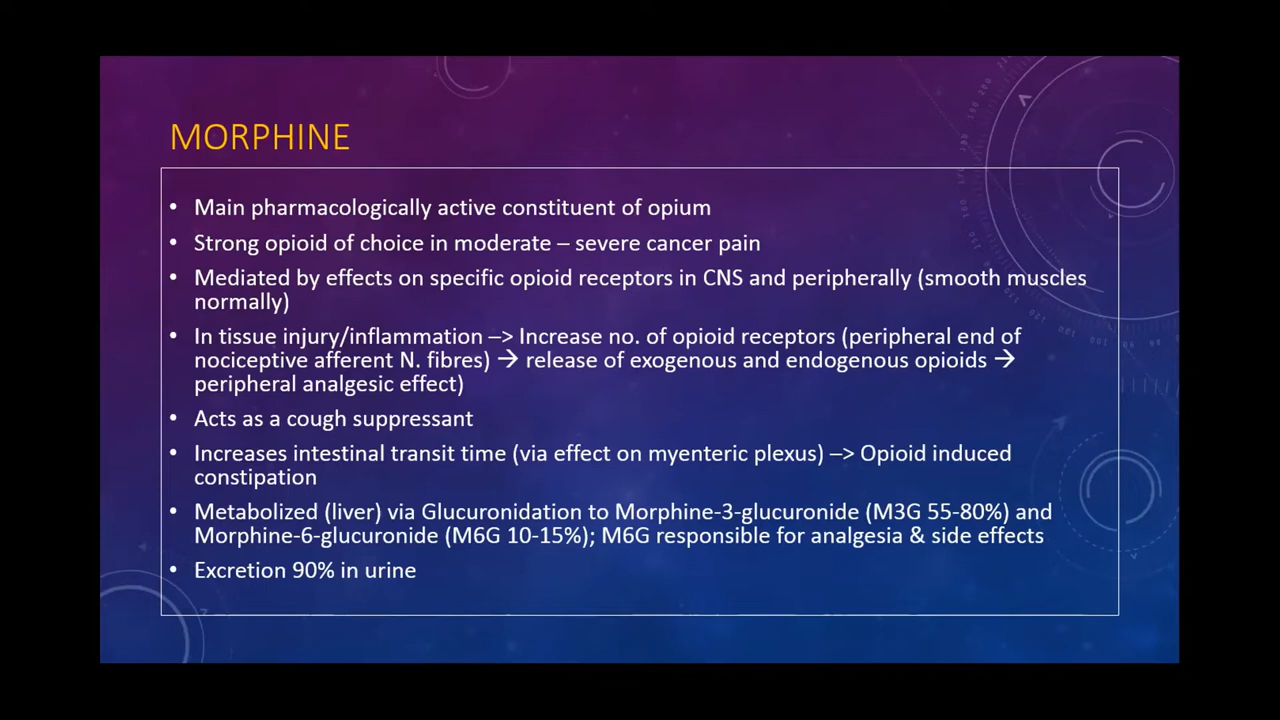 MORPHINE
• Main pharmacologically active constituent of opium
• Strong opioid of choice in moderate – severe cancer pain
• Mediated by effects on specific opioid receptors in CNS and peripherally (smooth muscles
normally)
• In tissue injury/inflammation –> Increase no. of opioid receptors (peripheral end of
nociceptive afferent N. fibres) → release of exogenous and endogenous opioids →
peripheral analgesic effect)
• Acts as a cough suppressant
• Increases intestinal transit time (via effect on myenteric plexus) –> Opioid induced
constipation
• Metabolized (liver) via Glucuronidation to Morphine-3-glucuronide (M3G 55-80%) and
Morphine-6-glucuronide (M6G 10-15%); M6G responsible for analgesia & side effects
• Excretion 90% in urine